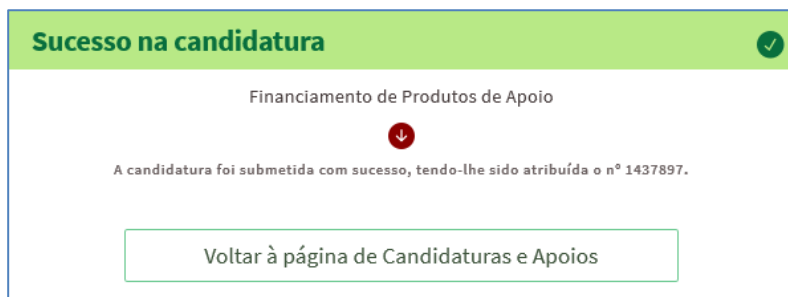 Sucesso na candidatura
Financiamento de Produtos de Apoio
A candidatura foi submetida com sucesso, tendo-lhe sido atribuída o nº 1437897.
Voltar à página de Candidaturas e Apoios